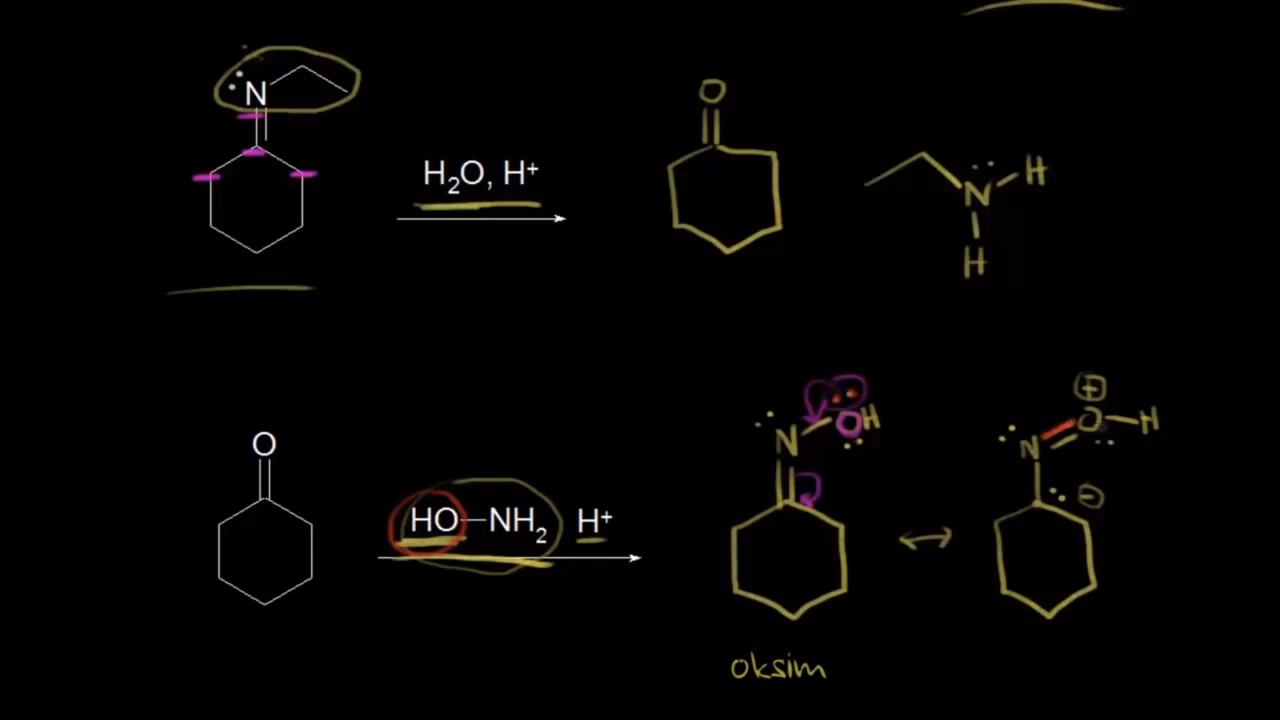 N
H₂O, H⁺
O
N H
H
O
HO—NH₂ H⁺
N OH
N O—H
oksim